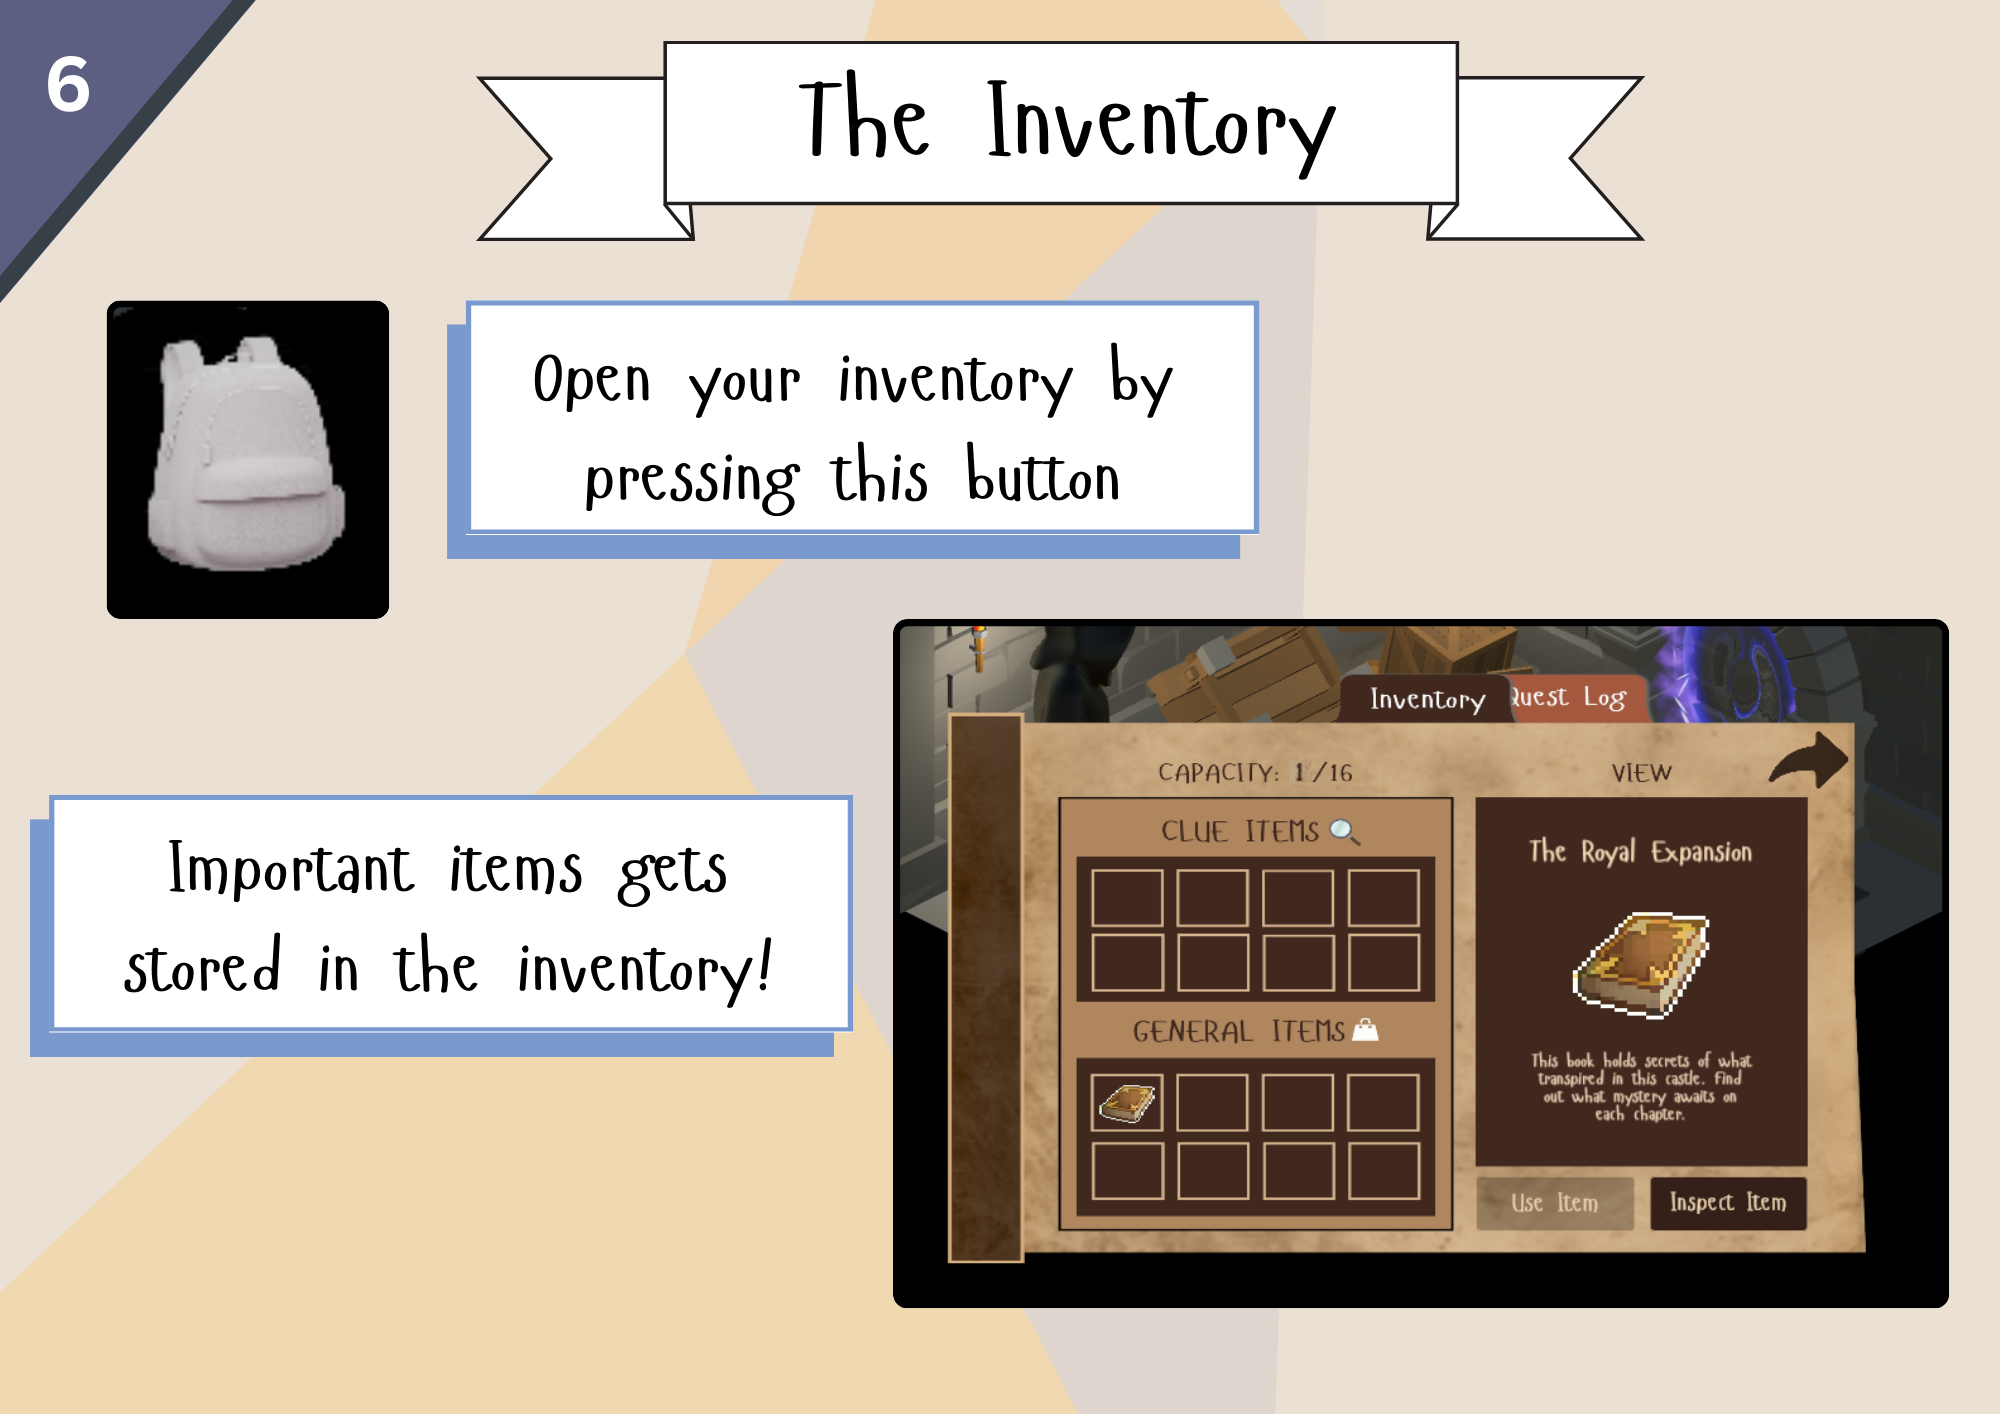 6
The Inventory
Open your inventory by
pressing this button
Important items gets
stored in the inventory!
Inventory
Quest Log
CAPACITY: 1/16
VIEW
CLUE ITEMS
GENERAL ITEMS
The Royal Expansion
This book holds secrets of what
transpired in this castle. Find
out what mystery awaits on
each chapter.
Use Item
Inspect Item